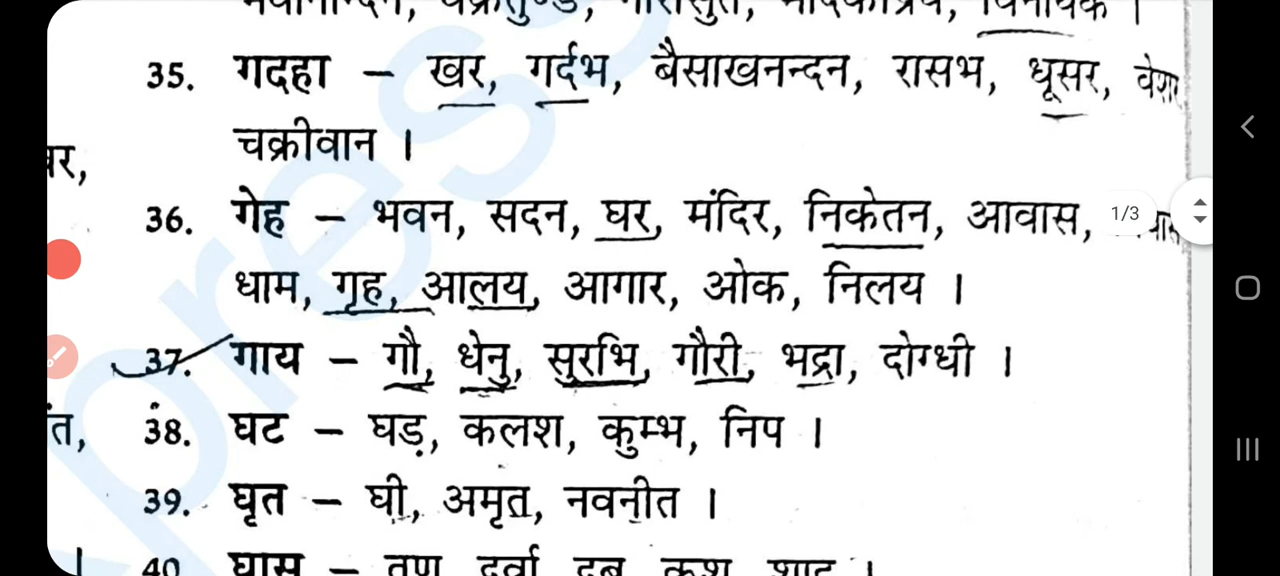 35. गदहा – खर, गर्दभ, बैसाखनन्दन, रासभ, धूसर,
चक्रीवान ।
36. गेह – भवन, सदन, घर, मंदिर, निकेतन, आवास,
1/3
धाम, गृह, आलय, आगार, ओक, निलय ।
37. गाय – गौ, धेनु, सुरभि, गौरी, भद्रा, दोग्धी ।
38. घट – घड़, कलश, कुम्भ, निप ।
39. घृत – घी, अमृत, नवनीत ।
40 घास – तृण दूर्वा दूब कुश